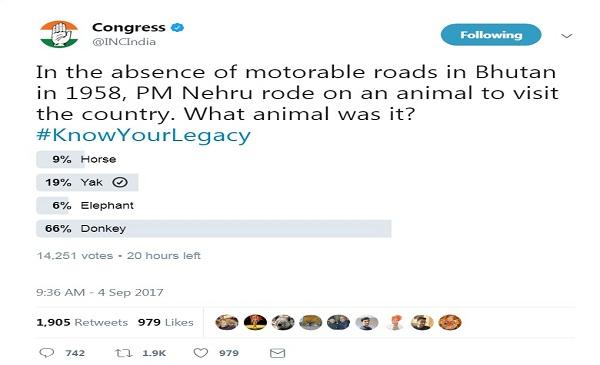 Congress
@INCIndia
Following
In the absence of motorable roads in Bhutan
in 1958, PM Nehru rode on an animal to visit
the country. What animal was it?
#KnowYourLegacy
9% Horse
19% Yak
6% Elephant
66% Donkey
14,251 votes • 20 hours left
9:36 AM - 4 Sep 2017
1,905 Retweets 979 Likes
742 1.9K 979